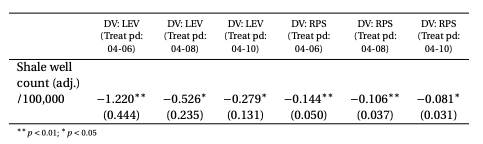 DV: LEV DV: LEV DV: LEV DV: RPS DV: RPS DV: RPS
(Treat pd: (Treat pd: (Treat pd: (Treat pd: (Treat pd: (Treat pd:
04-06) 04-08) 04-10) 04-06) 04-08) 04-10)
Shale well
count (adj.)
/100,000 −1.220** −0.526* −0.279* −0.144** −0.106** −0.081*
(0.444) (0.235) (0.131) (0.050) (0.037) (0.031)
** p < 0.01; * p < 0.05